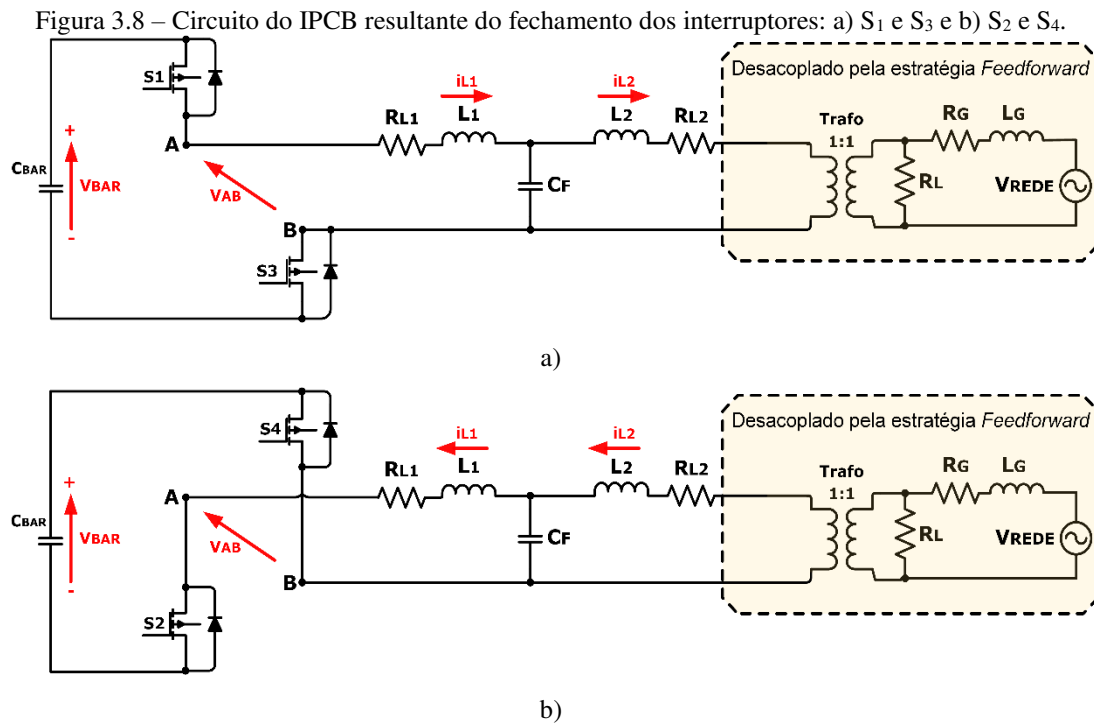 Figura 3.8 – Circuito do IPCB resultante do fechamento dos interruptores: a) S1 e S3 e b) S2 e S4.
S1
A
CBAR
+
VBAR
-
VAB
B
S3
RL1
iL1
L1
CF
iL2
L2
RL2
Desacoplado pela estratégia Feedforward
Trafo
1:1
RL
RG
LG
VREDE
a)
S4
A
CBAR
+
VBAR
-
VAB
B
S2
RL1
iL1
L1
CF
iL2
L2
RL2
Desacoplado pela estratégia Feedforward
Trafo
1:1
RL
RG
LG
VREDE
b)